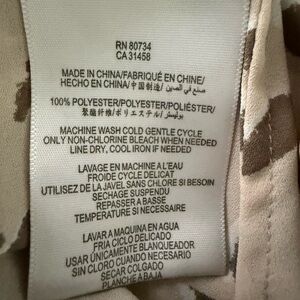 RN 80734
CA 31458
MADE IN CHINA/FABRIQUÉ EN CHINE/
HECHO EN CHINA/中国制造/صنع في الصين
100% POLYESTER/POLYESTER/POLIÉSTER/
聚酯纤维/ポリエステル/بوليستر
MACHINE WASH COLD GENTLE CYCLE
ONLY NON-CHLORINE BLEACH WHEN NEEDED
LINE DRY, COOL IRON IF NEEDED
LAVAGE EN MACHINE A L'EAU
FROIDE CYCLE DELICAT
UTILISEZ DE LA JAVEL SANS CHLORE SI BESOIN
SECHAGE SUSPENDU
REPASSER A BASSE
TEMPERATURE SI NECESSAIRE
LAVAR A MAQUINA EN AGUA
FRIA CICLO DELICADO
USAR ÚNICAMENTE BLANQUEADOR
SIN CLORO CUANDO NECESARIO
SECAR COLGADO
PLANCHE A BAJA